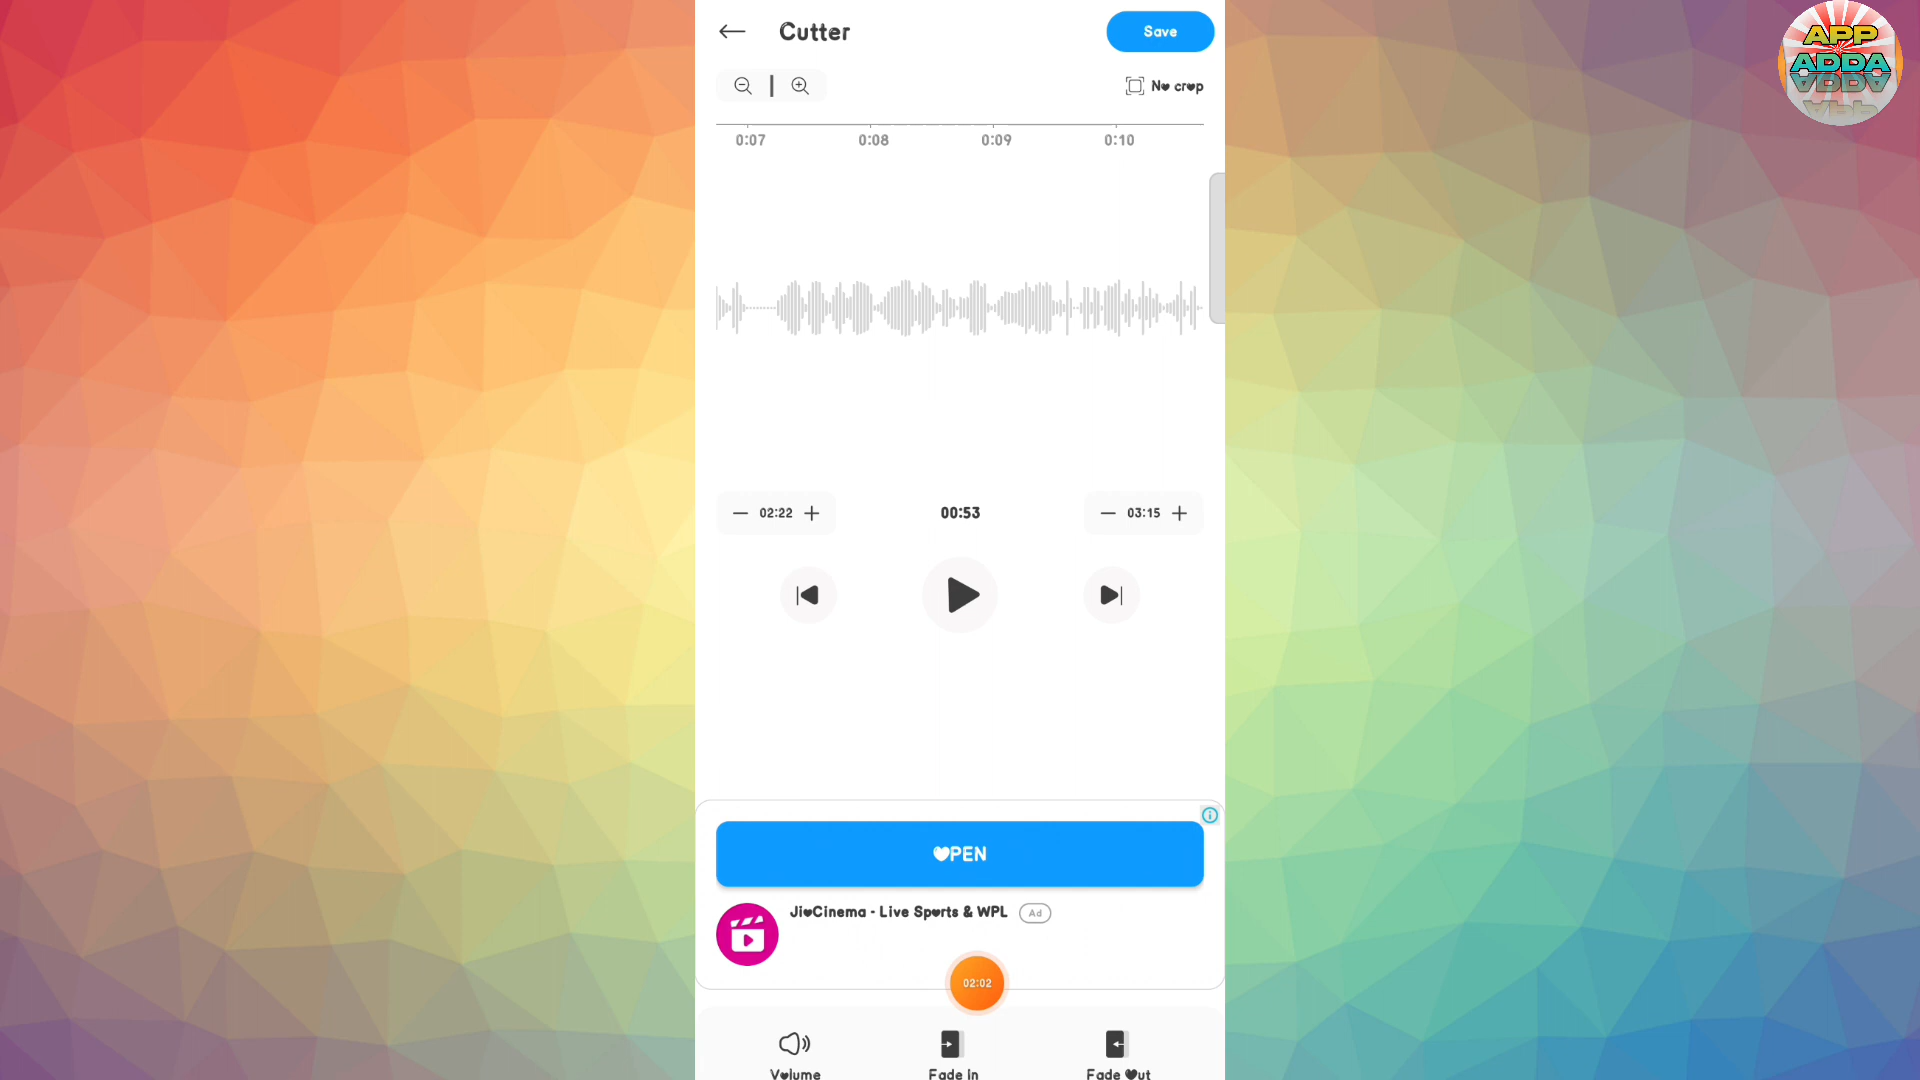 Cutter
Save
No crop
0:07 0:08 0:09 0:10
02:22
00:53
03:15
OPEN
JioCinema - Live Sports & WPL
Ad
02:02
Volume
Fade in
Fade Out
APP
ADDA